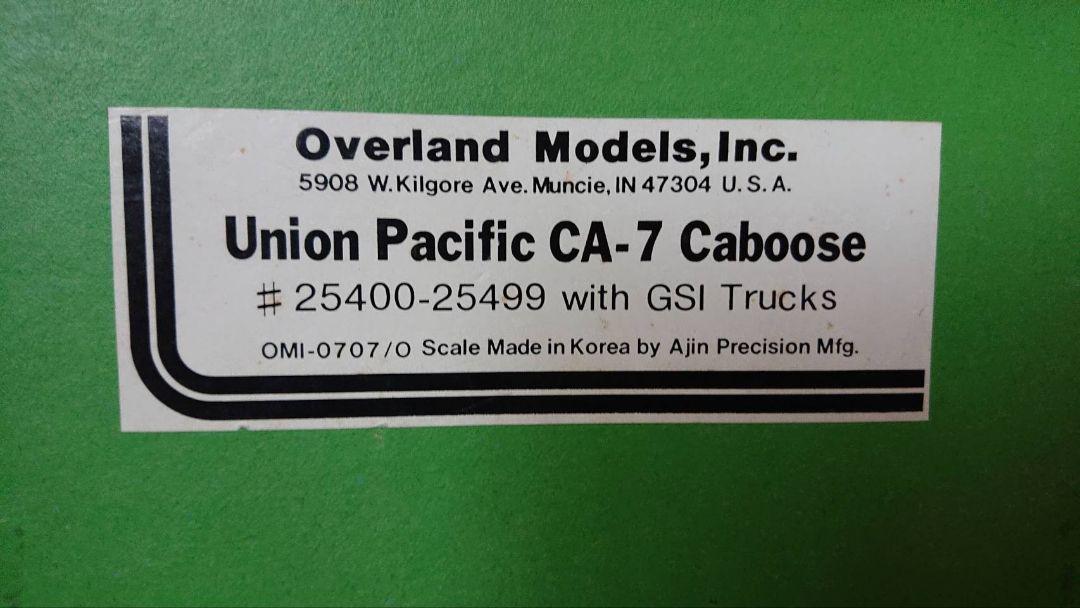 Overland Models, Inc.
5908 W. Kilgore Ave. Muncie, IN 47304 U.S.A.
Union Pacific CA-7 Caboose
# 25400-25499 with GSI Trucks
OMI-0707/O Scale Made in Korea by Ajin Precision Mfg.